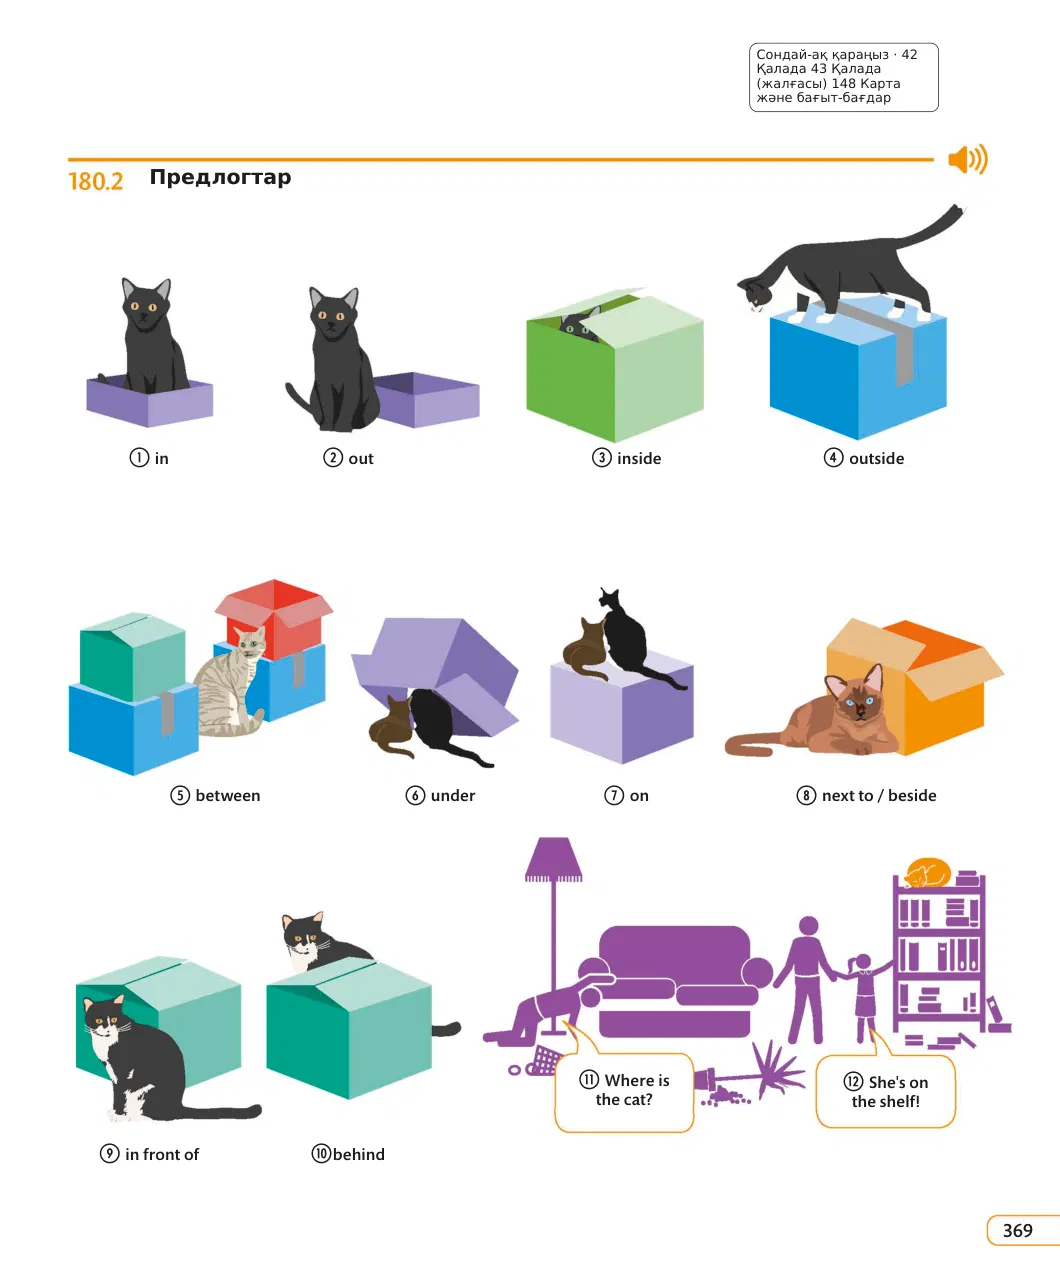 Сондай-ақ қараңыз · 42
Қалада 43 Қалада
(жалғасы) 148 Карта
және бағыт-бағдар
180.2 Предлогтар
1 in
2 out
3 inside
4 outside
5 between
6 under
7 on
8 next to / beside
11 Where is
the cat?
12 She's on
the shelf!
9 in front of
10 behind
369